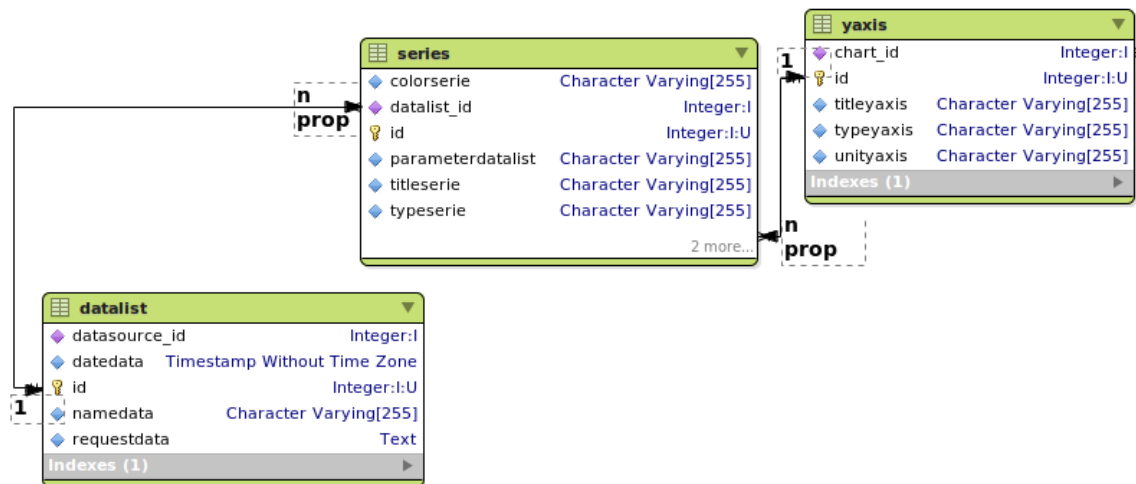 yaxis
chart_id Integer:I
1
id Integer:I:U
titleyaxis Character Varying[255]
typeyaxis Character Varying[255]
unityaxis Character Varying[255]
Indexes (1)
series
colorserie Character Varying[255]
n
prop
datalist_id Integer:I
id Integer:I:U
parameterdatalist Character Varying[255]
titleserie Character Varying[255]
typeserie Character Varying[255]
2 more...
n
prop
datalist
datasource_id Integer:I
datedata Timestamp Without Time Zone
id Integer:I:U
1
namedata Character Varying[255]
requestdata Text
Indexes (1)